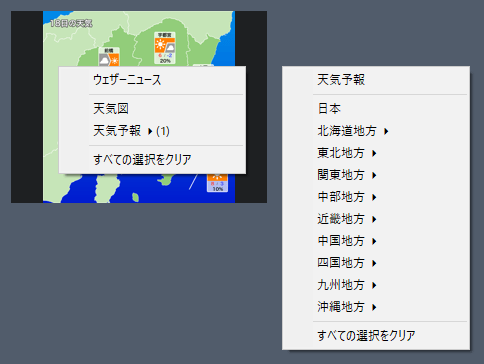 18日の天気
前橋
宇都宮
6 / -2
20%
ウェザーニュース
天気図
天気予報 ▶ (1)
すべての選択をクリア
10%
天気予報
日本
北海道地方 ▶
東北地方 ▶
関東地方 ▶
中部地方 ▶
近畿地方 ▶
中国地方 ▶
四国地方 ▶
九州地方 ▶
沖縄地方 ▶
すべての選択をクリア